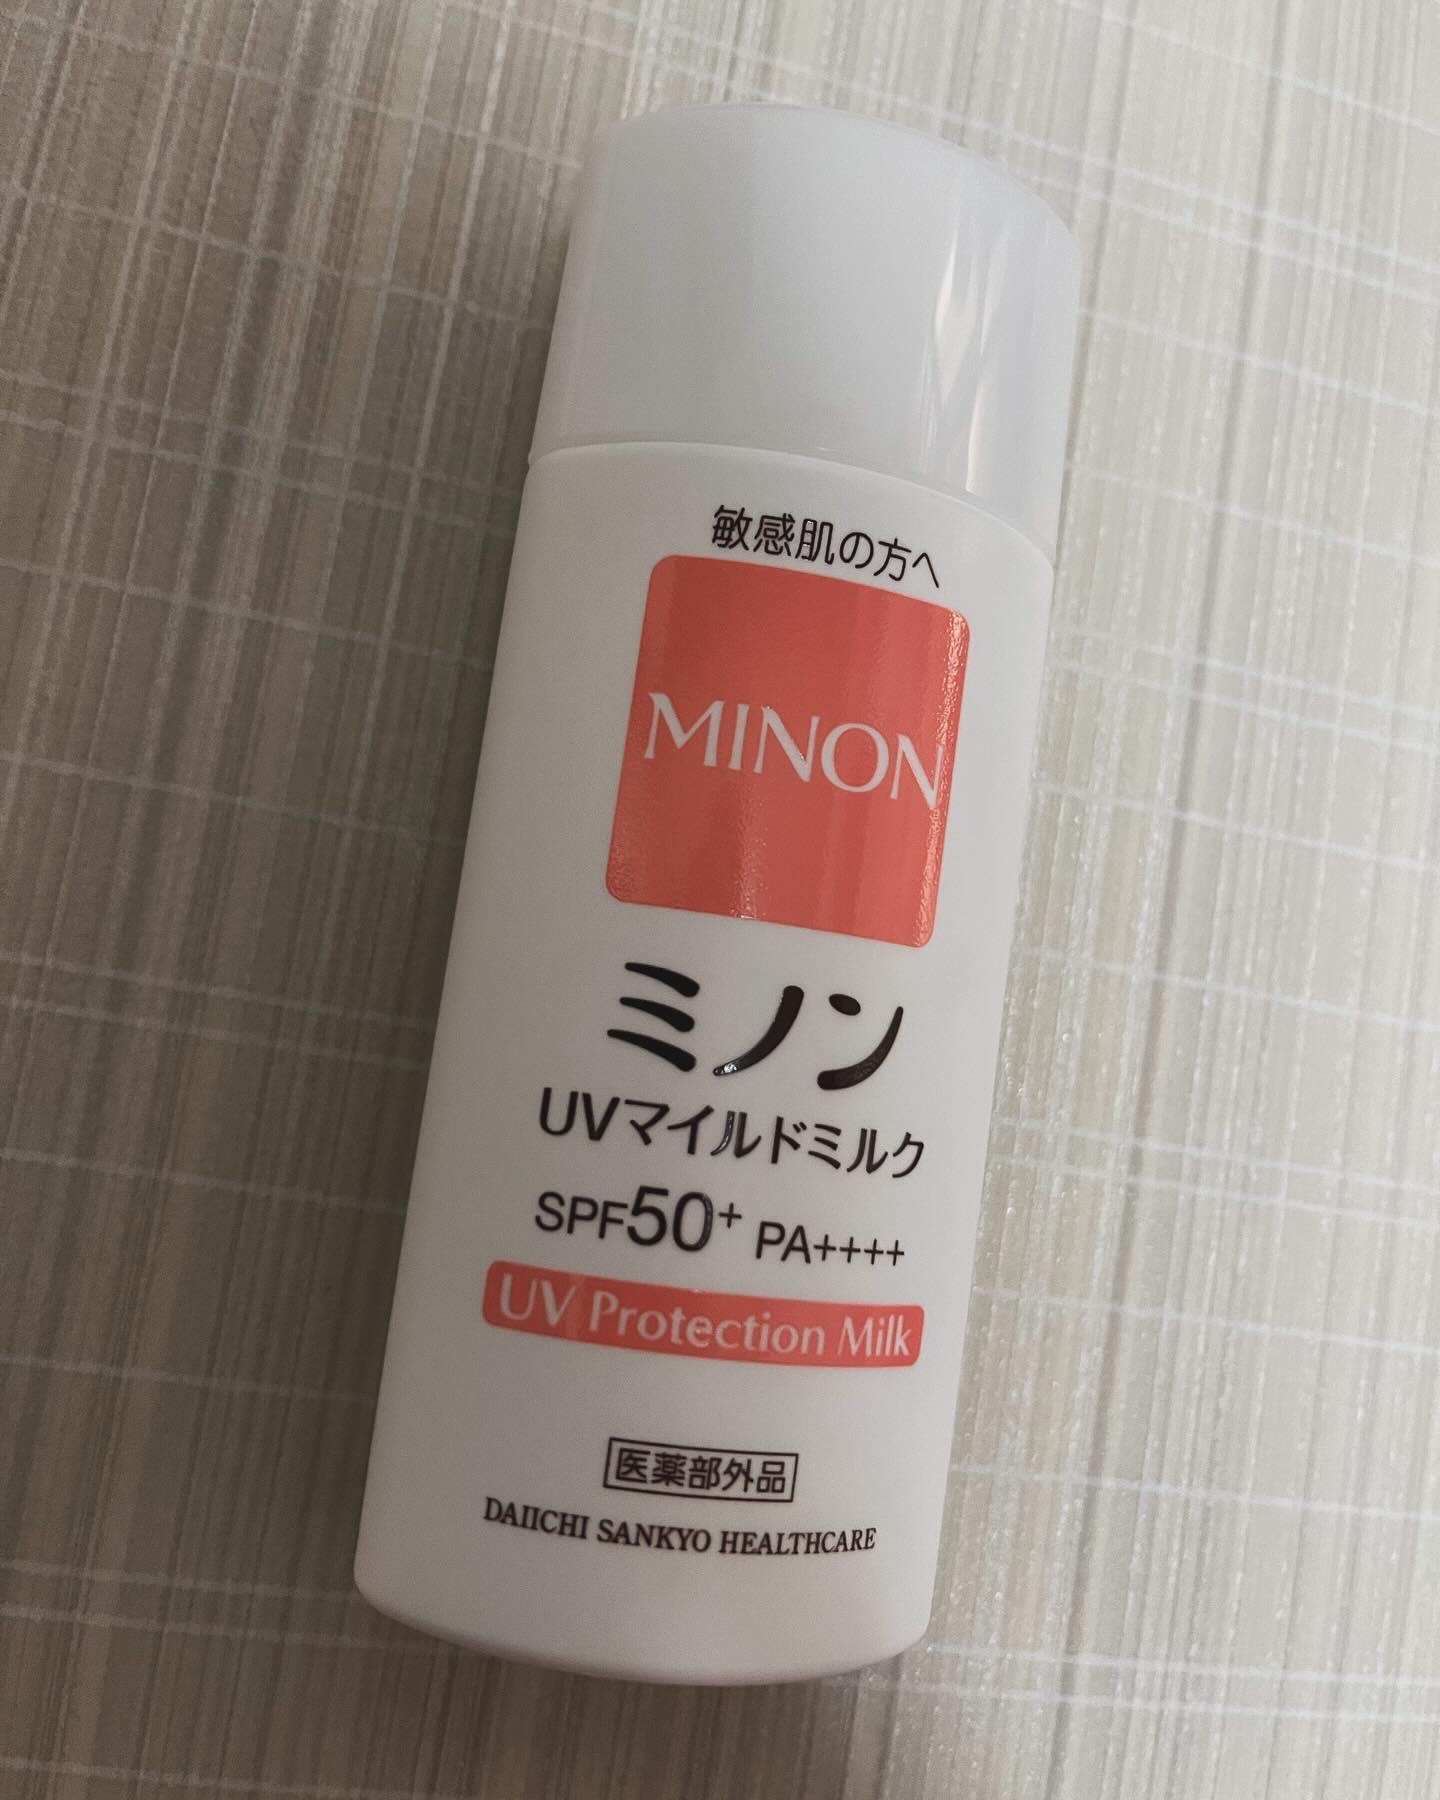 敏感肌の方へ
MINON
ミノン
UVマイルドミルク
SPF50+ PA++++
UV Protection Milk
医薬部外品
DAIICHI SANKYO HEALTHCARE